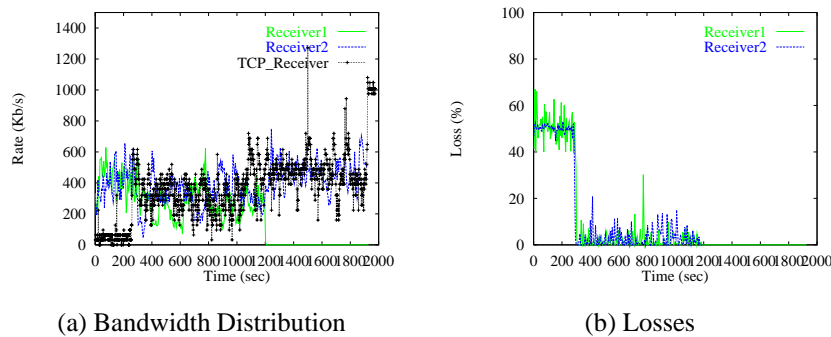 Receiver1
Receiver2
TCP_Receiver
1400
1200
1000
800
600
400
200
0
Rate (Kb/s)
0 200 400 600 800 1000 1200 1400 1600 1800 2000
Time (sec)
(a) Bandwidth Distribution
Receiver1
Receiver2
100
80
60
40
20
0
Loss (%)
0 200 400 600 800 1000 1200 1400 1600 1800 2000
Time (sec)
(b) Losses